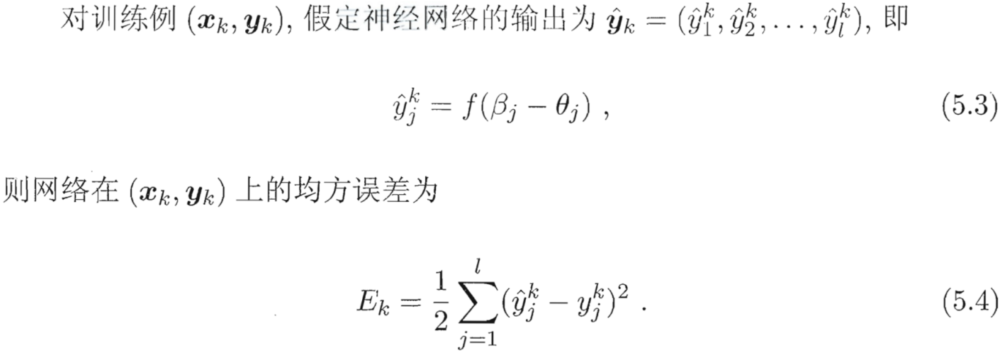 对训练例 $(\boldsymbol{x}_k, \boldsymbol{y}_k)$, 假定神经网络的输出为 $\hat{\boldsymbol{y}}_k = (\hat{y}_1^k, \hat{y}_2^k, \ldots, \hat{y}_l^k)$, 即
$\hat{y}_j^k = f(\beta_j - \theta_j)$ , (5.3)
则网络在 $(\boldsymbol{x}_k, \boldsymbol{y}_k)$ 上的均方误差为
$E_k = \frac{1}{2} \sum_{j=1}^{l} (\hat{y}_j^k - y_j^k)^2$ . (5.4)